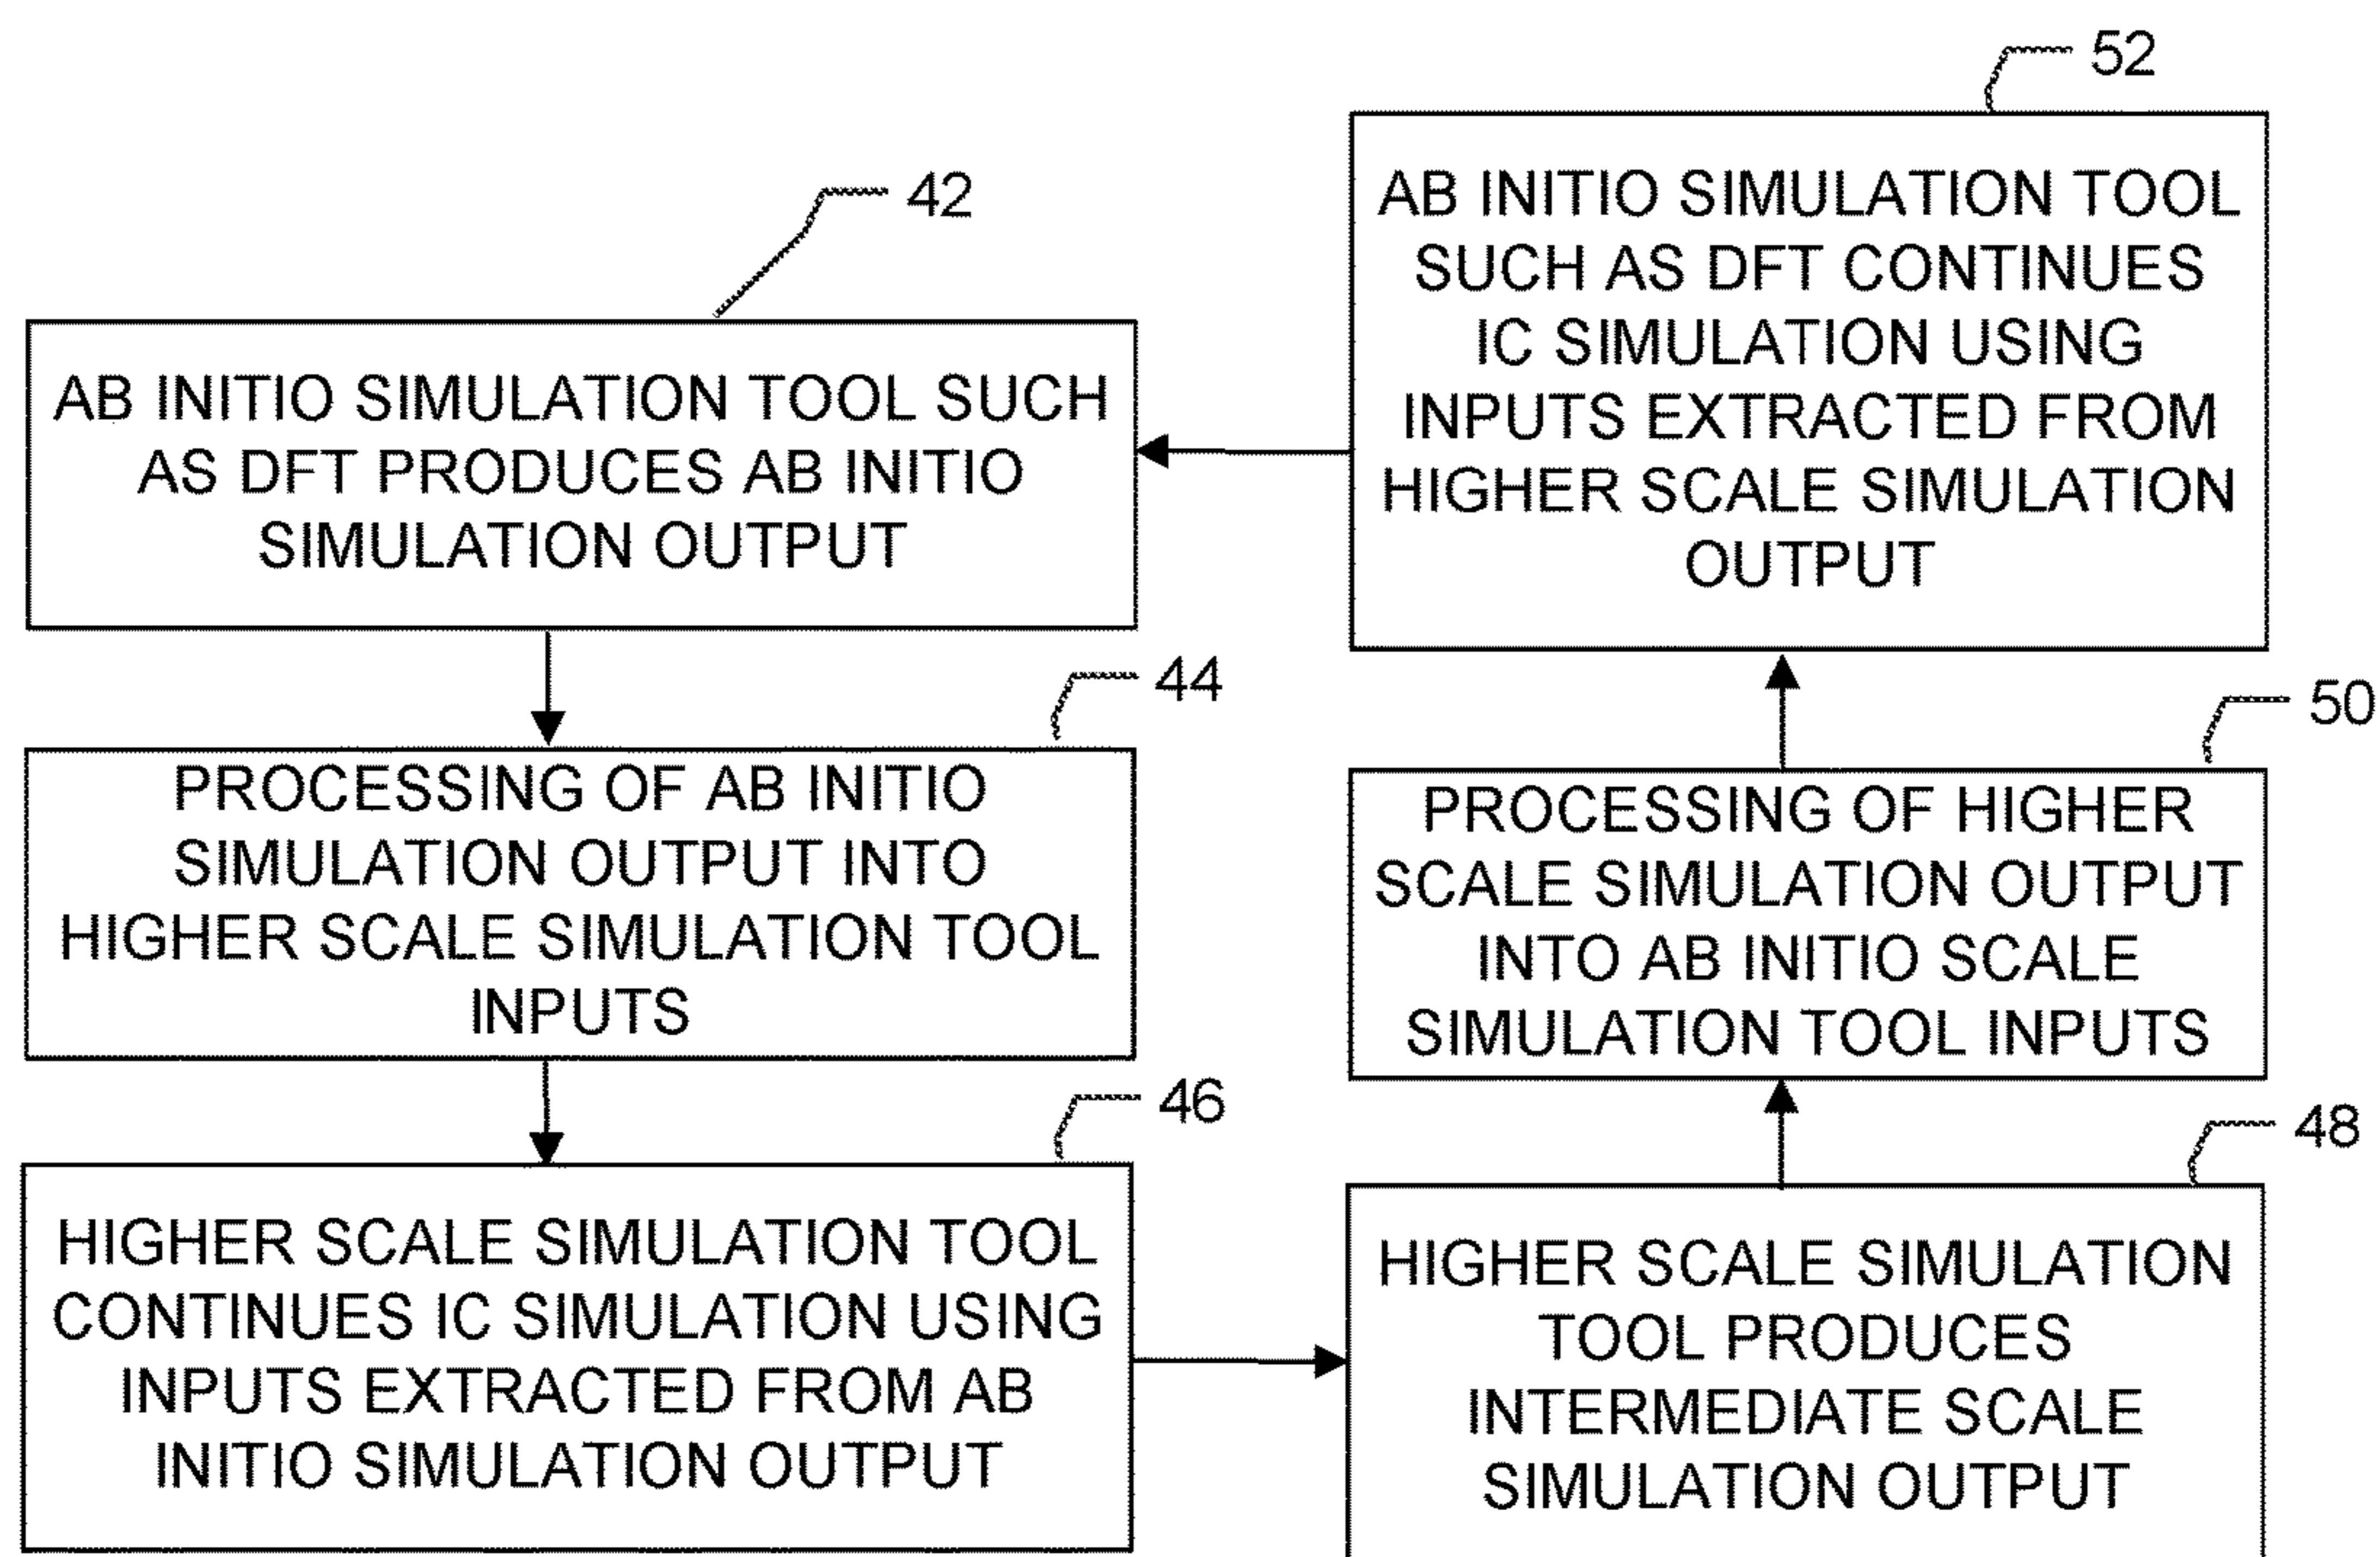 42
AB INITIO SIMULATION TOOL SUCH
AS DFT PRODUCES AB INITIO
SIMULATION OUTPUT
44
PROCESSING OF AB INITIO
SIMULATION OUTPUT INTO
HIGHER SCALE SIMULATION TOOL
INPUTS
46
HIGHER SCALE SIMULATION TOOL
CONTINUES IC SIMULATION USING
INPUTS EXTRACTED FROM AB
INITIO SIMULATION OUTPUT
48
HIGHER SCALE SIMULATION
TOOL PRODUCES
INTERMEDIATE SCALE
SIMULATION OUTPUT
50
PROCESSING OF HIGHER
SCALE SIMULATION OUTPUT
INTO AB INITIO SCALE
SIMULATION TOOL INPUTS
52
AB INITIO SIMULATION TOOL
SUCH AS DFT CONTINUES
IC SIMULATION USING
INPUTS EXTRACTED FROM
HIGHER SCALE SIMULATION
OUTPUT